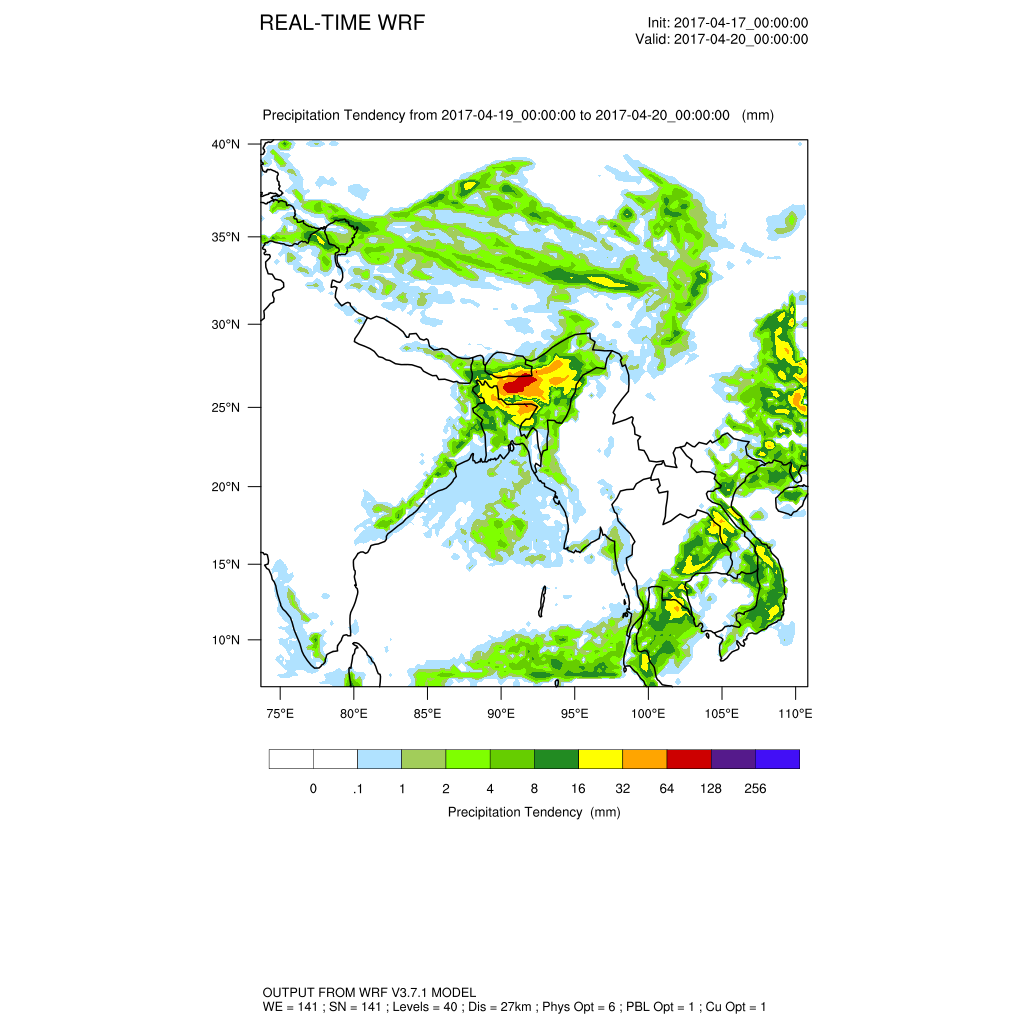 REAL-TIME WRF
Init: 2017-04-17_00:00:00
Valid: 2017-04-20_00:00:00
Precipitation Tendency from 2017-04-19_00:00:00 to 2017-04-20_00:00:00 (mm)
40°N
35°N
30°N
25°N
20°N
15°N
10°N
75°E 80°E 85°E 90°E 95°E 100°E 105°E 110°E
0 .1 1 2 4 8 16 32 64 128 256
Precipitation Tendency (mm)
OUTPUT FROM WRF V3.7.1 MODEL
WE = 141 ; SN = 141 ; Levels = 40 ; Dis = 27km ; Phys Opt = 6 ; PBL Opt = 1 ; Cu Opt = 1